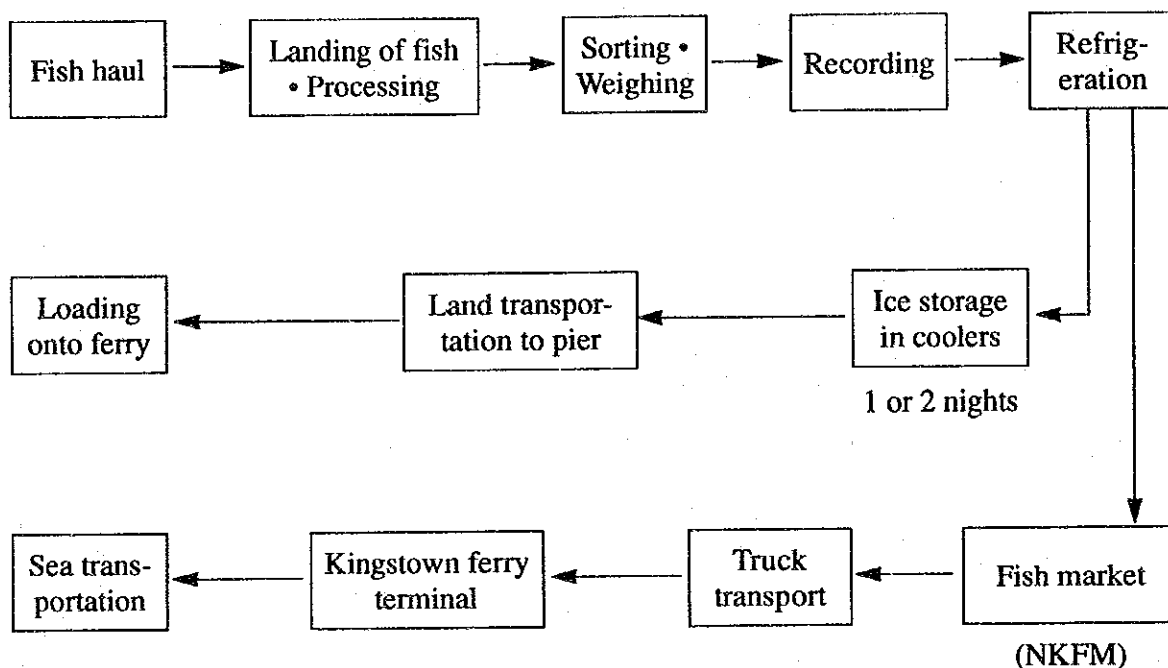 Fish haul
Landing of fish
• Processing
Sorting •
Weighing
Recording
Refrig-
eration
Loading
onto ferry
Land transpor-
tation to pier
Ice storage
in coolers
1 or 2 nights
Sea trans-
portation
Kingstown ferry
terminal
Truck
transport
Fish market
(NKFM)